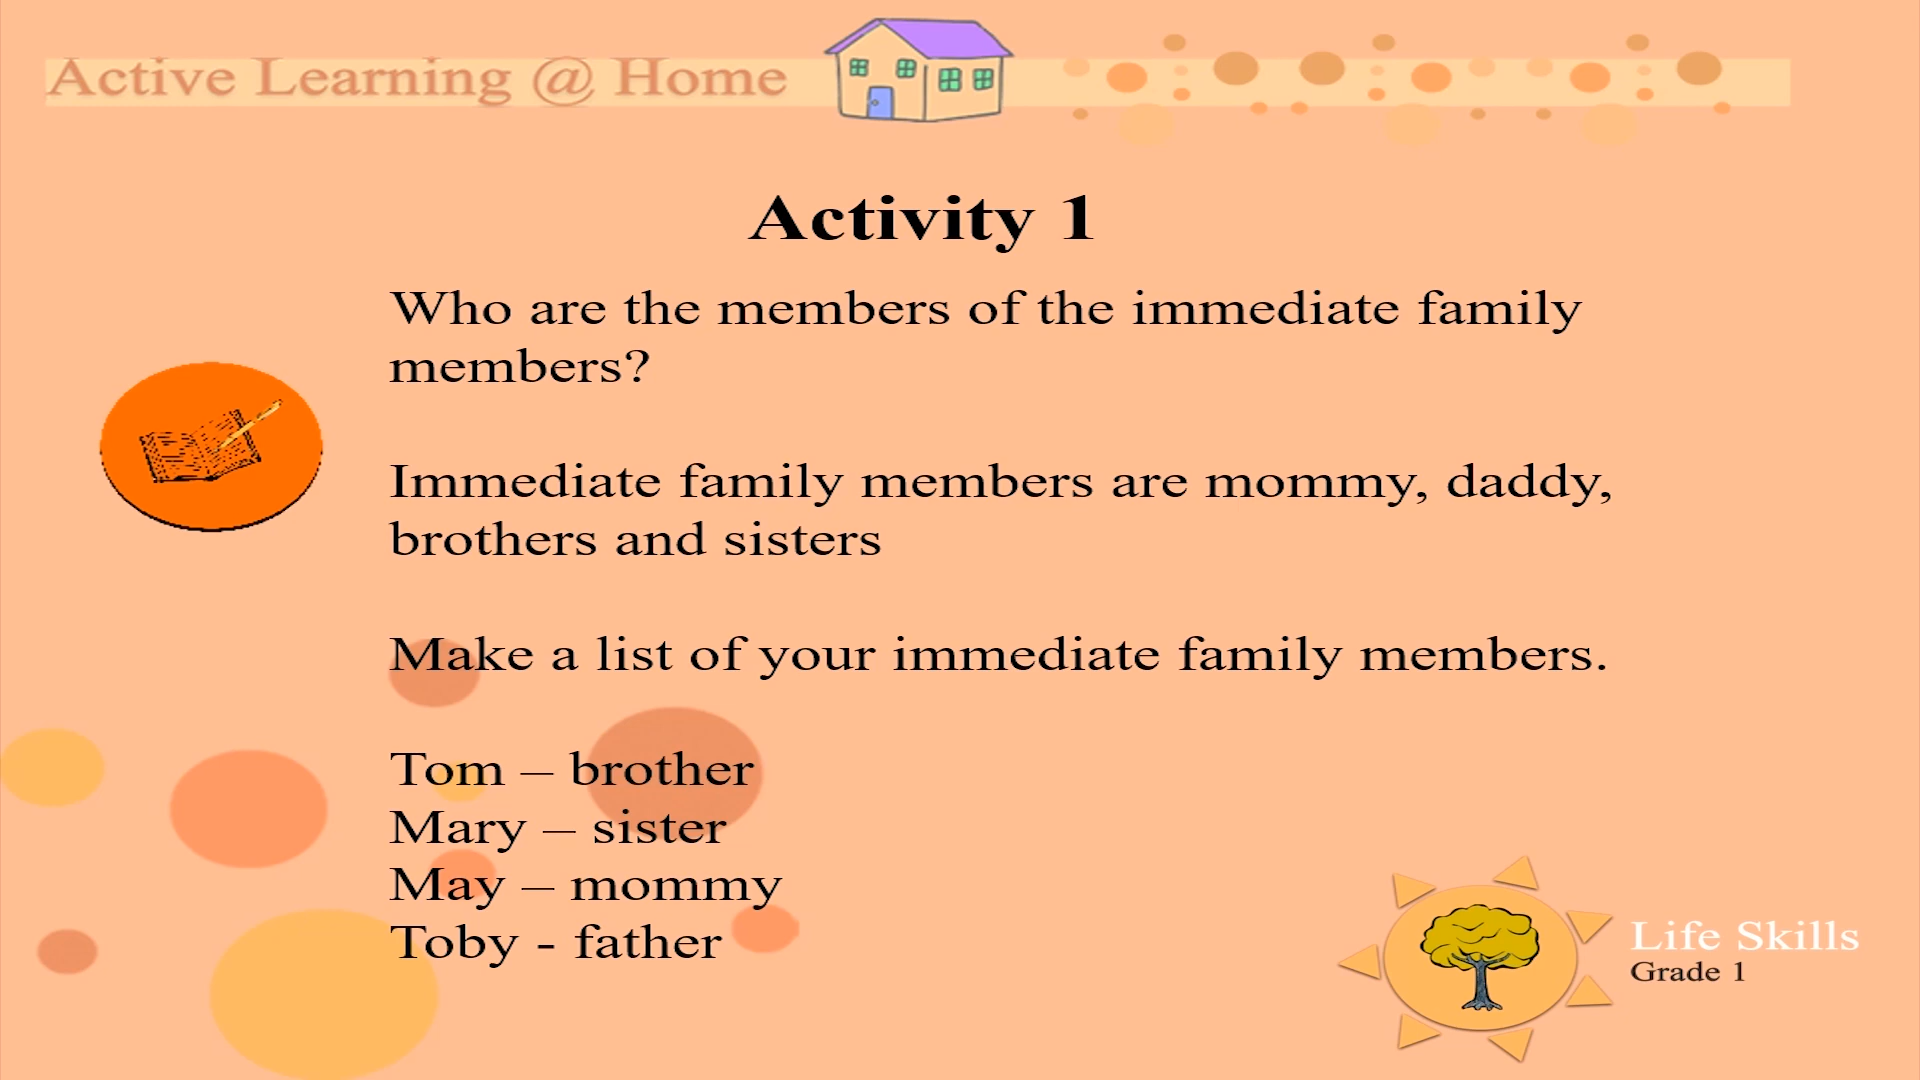 Active Learning @ Home
Activity 1
Who are the members of the immediate family
members?
Immediate family members are mommy, daddy,
brothers and sisters
Make a list of your immediate family members.
Tom – brother
Mary – sister
May – mommy
Toby - father
Life Skills
Grade 1